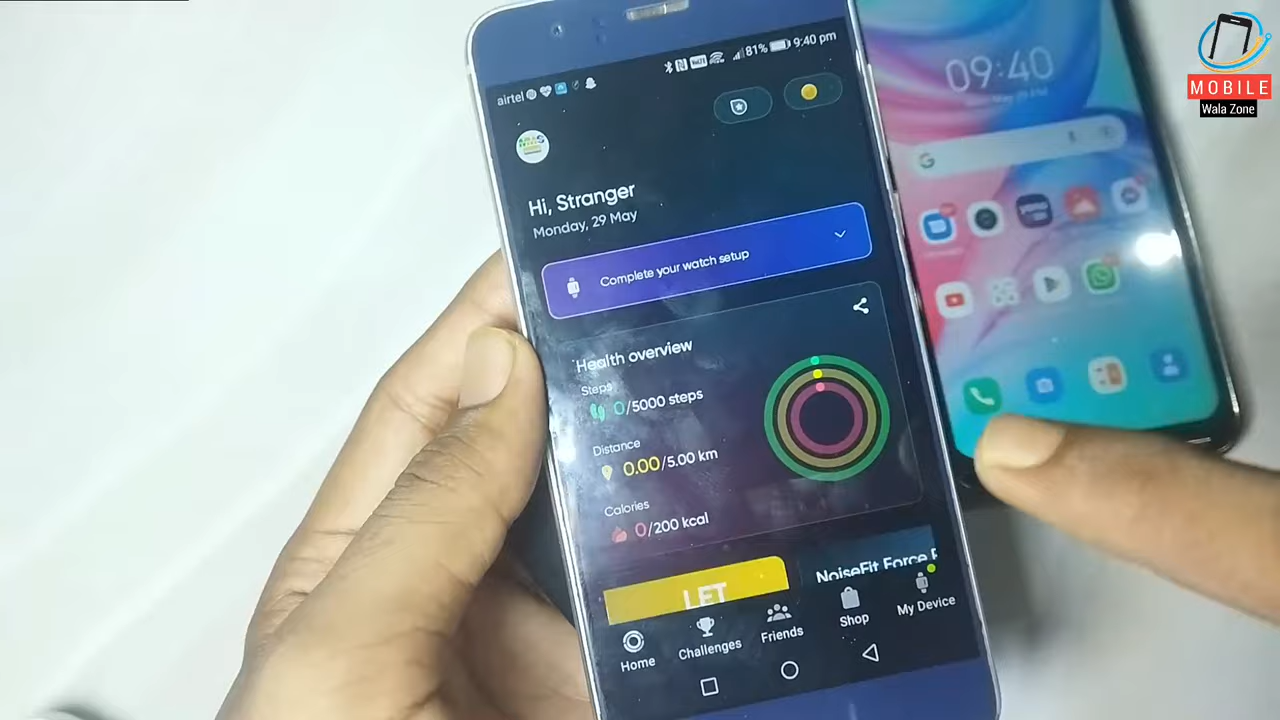 MOBILE
Wala Zone
airtel
81% 9:40 pm
Hi, Stranger
Monday, 29 May
Complete your watch setup
Health overview
Steps
0/5000 steps
Distance
0.00/5.00 km
Calories
0/200 kcal
LET
NoiseFit Force
Home
Challenges
Friends
Shop
My Device
09:40